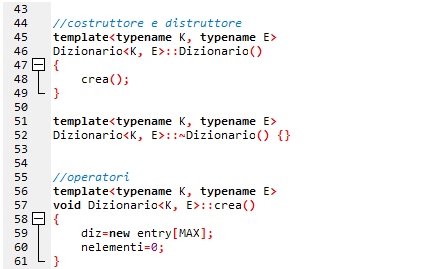 43
44 //costruttore e distruttore
45 template<typename K, typename E>
46 Dizionario<K, E>::Dizionario()
47 {
48 crea();
49 }
50
51 template<typename K, typename E>
52 Dizionario<K, E>::~Dizionario() {}
53
54
55 //operatori
56 template<typename K, typename E>
57 void Dizionario<K, E>::crea()
58 {
59 diz=new entry[MAX];
60 nelementi=0;
61 }